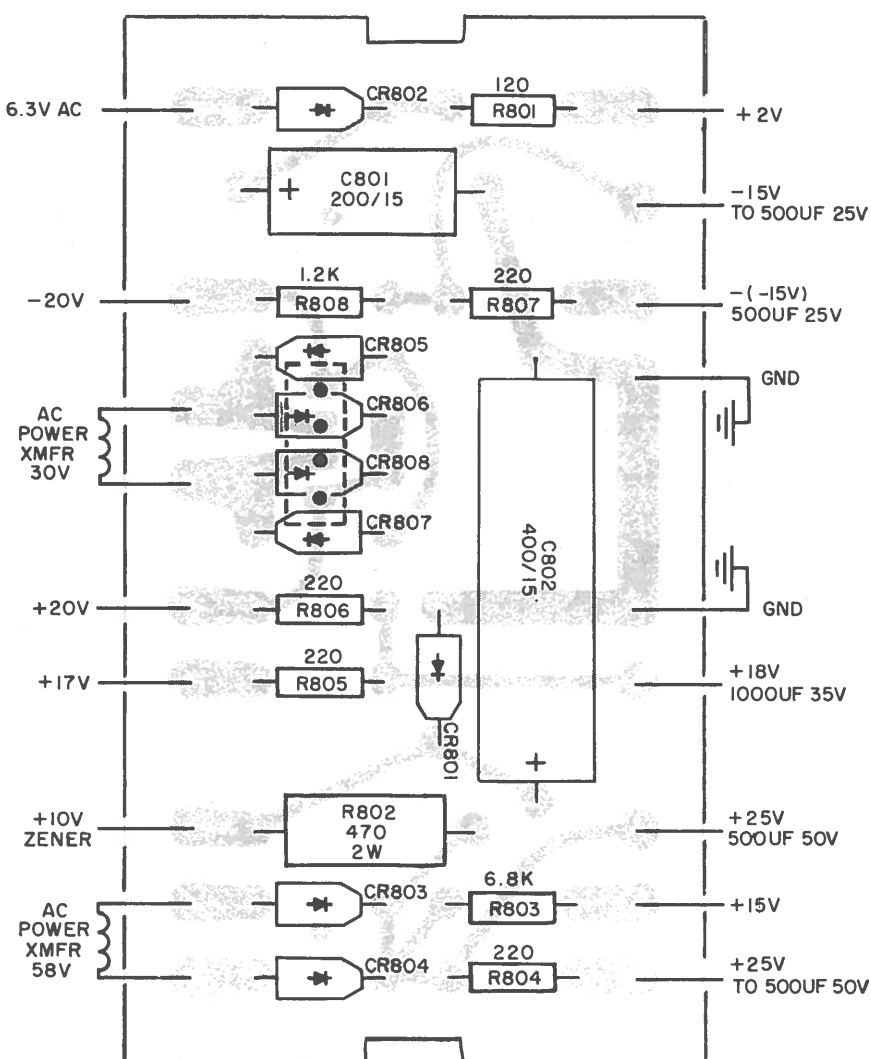 6.3V AC
CR802
120
R801
+2V
C801
200/15
+
-15V
TO 500UF 25V
-20V
1.2K
R808
220
R807
-(-15V)
500UF 25V
CR805
GND
AC
POWER
XMFR
30V
CR806
CR808
CR807
C802
400/15
+
GND
+20V
220
R806
+17V
220
R805
CR801
+18V
1000UF 35V
+10V
ZENER
R802
470
2W
+25V
500UF 50V
AC
POWER
XMFR
58V
CR803
6.8K
R803
+15V
CR804
220
R804
+25V
TO 500UF 50V